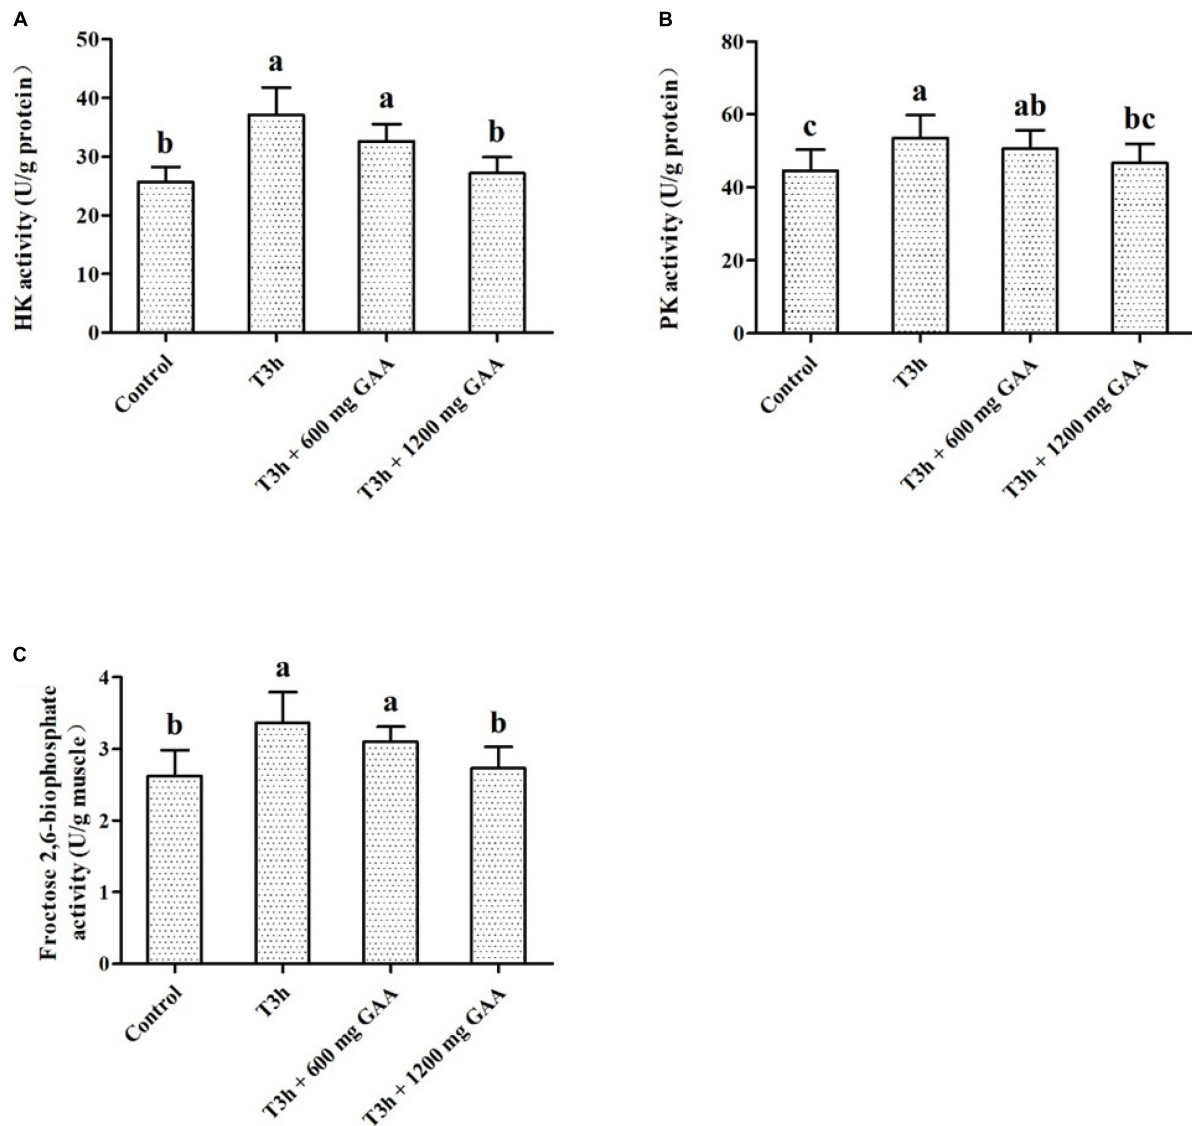 A
HK activity (U/g protein）
50
40
30
20
10
0
b
a
a
b
Control
T3h
T3h + 600 mg GAA
T3h + 1200 mg GAA
B
PK activity (U/g protein）
80
60
40
20
0
c
a
ab
bc
Control
T3h
T3h + 600 mg GAA
T3h + 1200 mg GAA
C
Froctose 2,6-biophosphate
activity (U/g muscle）
4
3
2
1
0
b
a
a
b
Control
T3h
T3h + 600 mg GAA
T3h + 1200 mg GAA